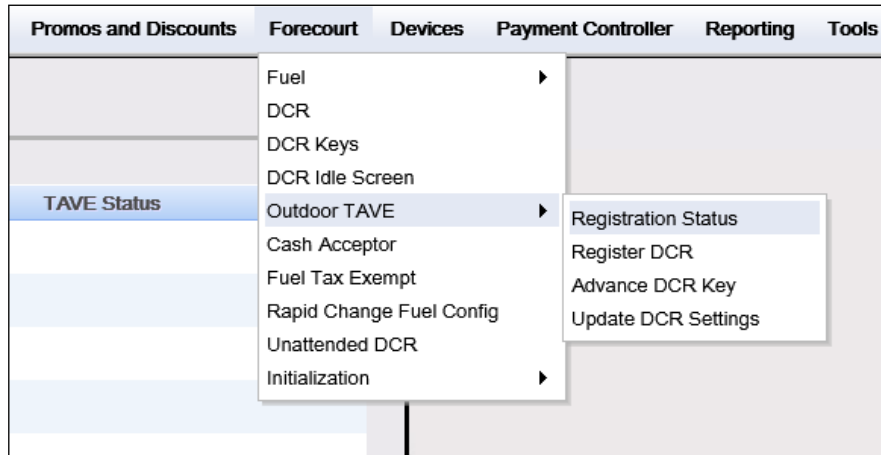 Promos and Discounts Forecourt Devices Payment Controller Reporting Tools
Fuel
DCR
DCR Keys
DCR Idle Screen
TAVE Status
Outdoor TAVE
Registration Status
Cash Acceptor
Register DCR
Fuel Tax Exempt
Advance DCR Key
Rapid Change Fuel Config
Update DCR Settings
Unattended DCR
Initialization